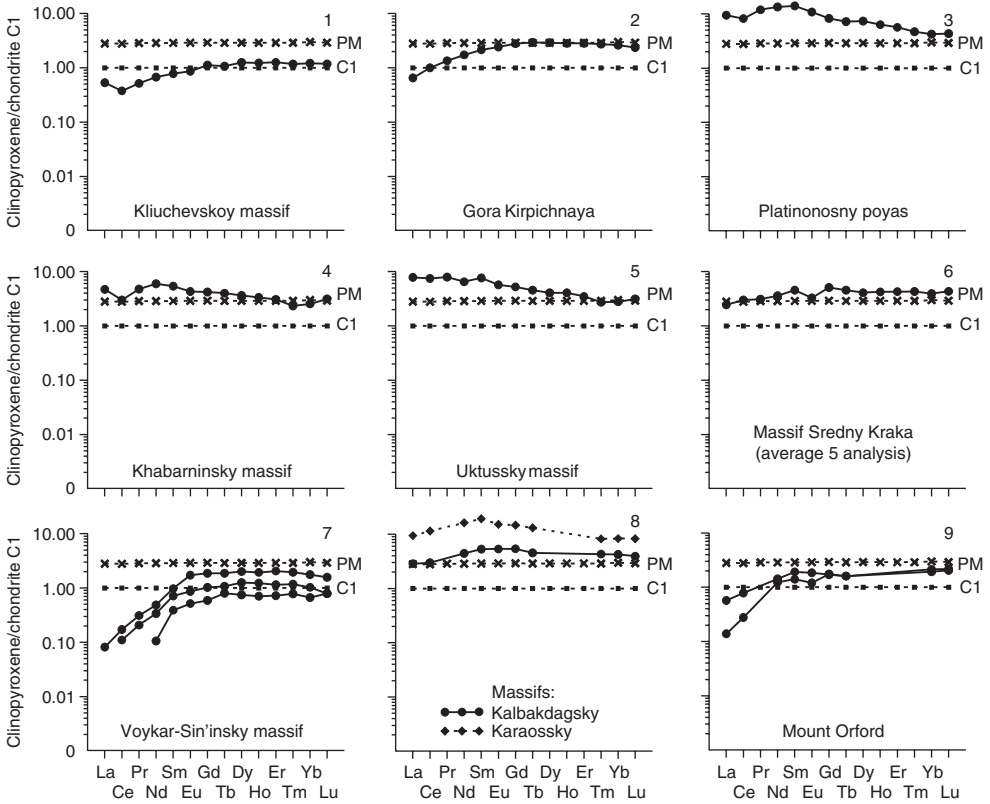 Clinopyroxene/chondrite C1
10.00
1.00
0.10
0.01
0
1
Kliuchevskoy massif
2
PM
C1
Gora Kirpichnaya
3
PM
C1
Platinonosny poyas
Clinopyroxene/chondrite C1
10.00
1.00
0.10
0.01
0
4
PM
C1
Khabarninsky massif
5
PM
C1
Uktussky massif
6
PM
C1
Massif Sredny Kraka
(average 5 analysis)
Clinopyroxene/chondrite C1
10.00
1.00
0.10
0.01
0
7
PM
C1
Voykar-Sin'insky massif
8
PM
C1
Massifs:
Kalbakdagsky
Karaossky
9
PM
C1
Mount Orford
La Pr Sm Gd Dy Er Yb
Ce Nd Eu Tb Ho Tm Lu
La Pr Sm Gd Dy Er Yb
Ce Nd Eu Tb Ho Tm Lu
La Pr Sm Gd Dy Er Yb
Ce Nd Eu Tb Ho Tm Lu